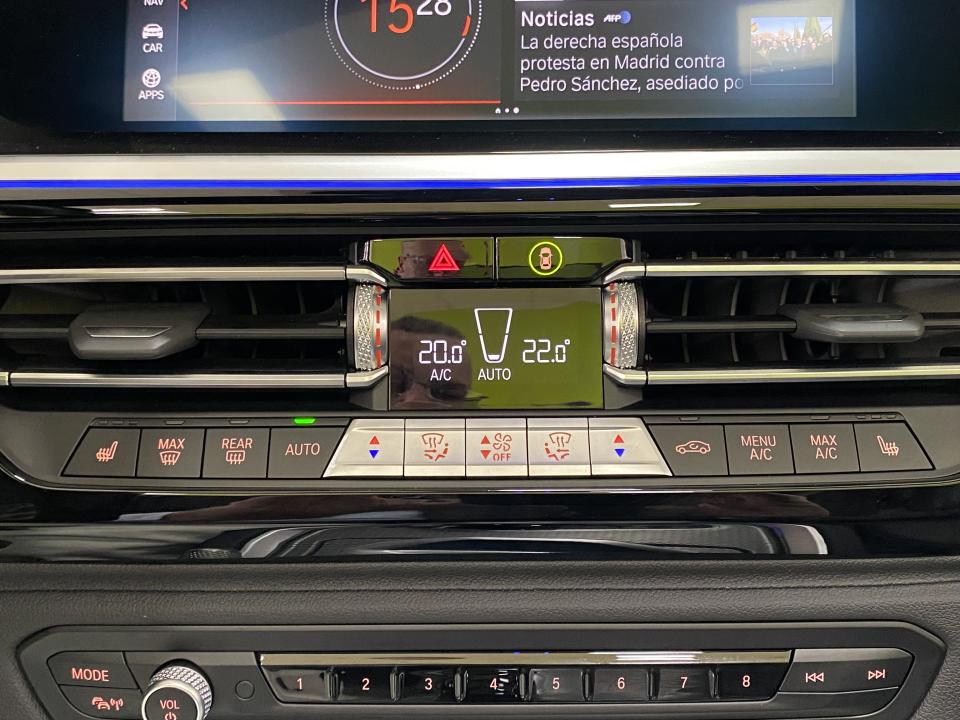 NAV
CAR
APPS
15 28
Noticias AFP
La derecha española
protesta en Madrid contra
Pedro Sánchez, asediado po
20.0° 22.0°
A/C AUTO
MAX REAR AUTO OFF MENU A/C MAX A/C
MODE
VOL
1 2 3 4 5 6 7 8